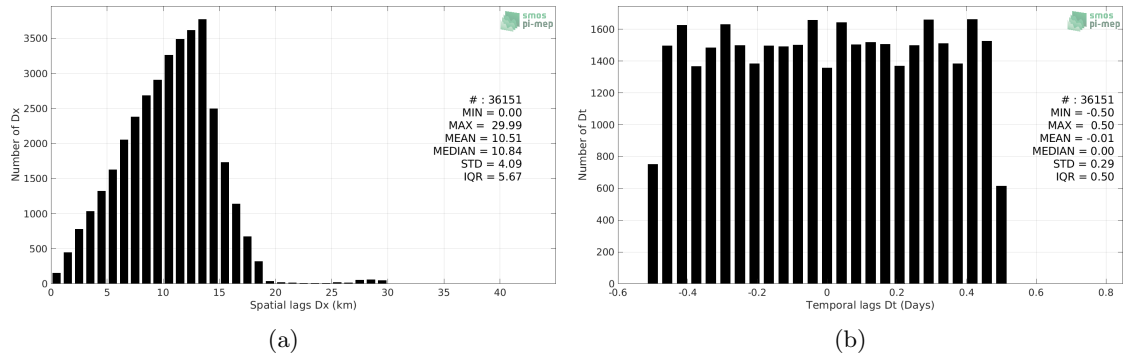 smos
pi-mep
3500
3000
2500
2000
1500
1000
500
0
Number of Dx
# : 36151
MIN = 0.00
MAX = 29.99
MEAN = 10.51
MEDIAN = 10.84
STD = 4.09
IQR = 5.67
0 5 10 15 20 25 30 35 40
Spatial lags Dx (km)
(a)
smos
pi-mep
1600
1400
1200
1000
800
600
400
200
0
Number of Dt
# : 36151
MIN = -0.50
MAX = 0.50
MEAN = -0.01
MEDIAN = 0.00
STD = 0.29
IQR = 0.50
-0.6 -0.4 -0.2 0 0.2 0.4 0.6 0.8
Temporal lags Dt (Days)
(b)